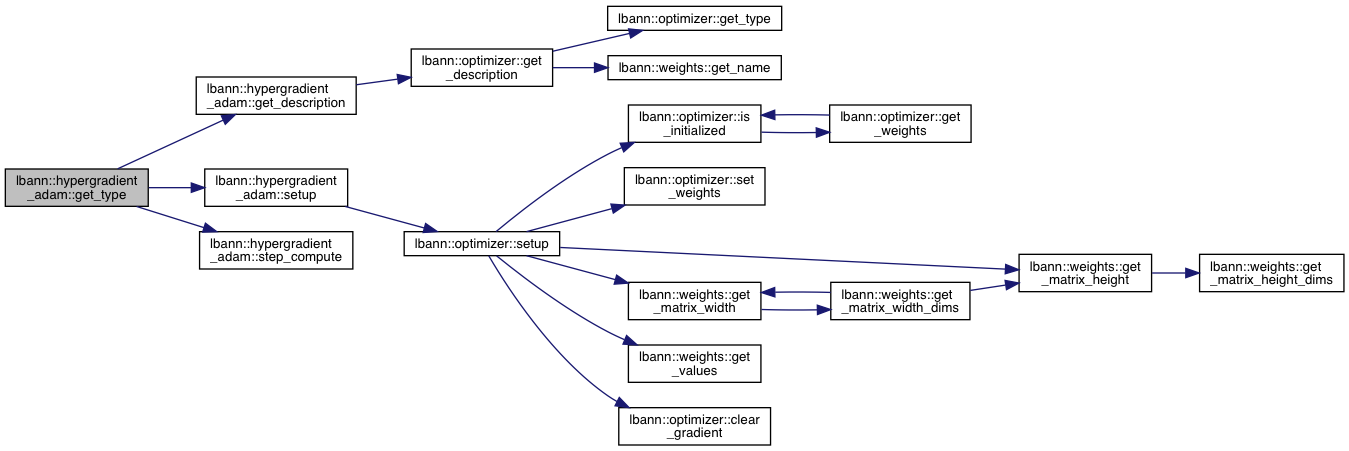 lbann::hypergradient
_adam::get_type
lbann::hypergradient
_adam::get_description
lbann::optimizer::get
_description
lbann::optimizer::get_type
lbann::weights::get_name
lbann::hypergradient
_adam::setup
lbann::optimizer::setup
lbann::optimizer::is
_initialized
lbann::optimizer::get
_weights
lbann::optimizer::set
_weights
lbann::weights::get
_matrix_height
lbann::weights::get
_matrix_height_dims
lbann::weights::get
_matrix_width
lbann::weights::get
_matrix_width_dims
lbann::weights::get
_values
lbann::optimizer::clear
_gradient
lbann::hypergradient
_adam::step_compute